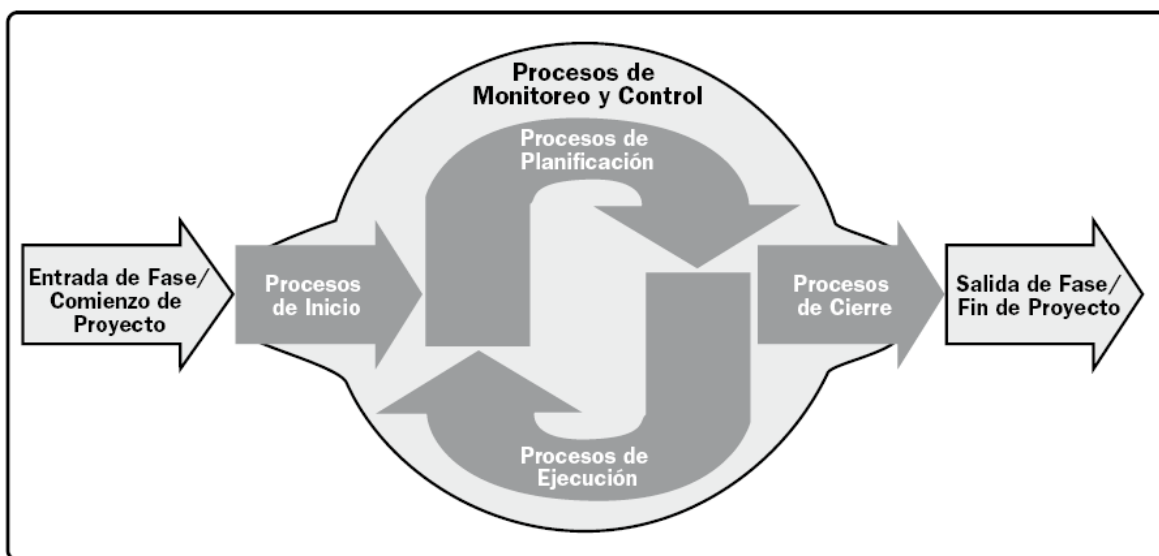 Procesos de
Monitoreo y Control
Procesos de
Planificación
Entrada de Fase/
Comienzo de
Proyecto
Procesos
de Inicio
Procesos
de Cierre
Salida de Fase/
Fin de Proyecto
Procesos de
Ejecución